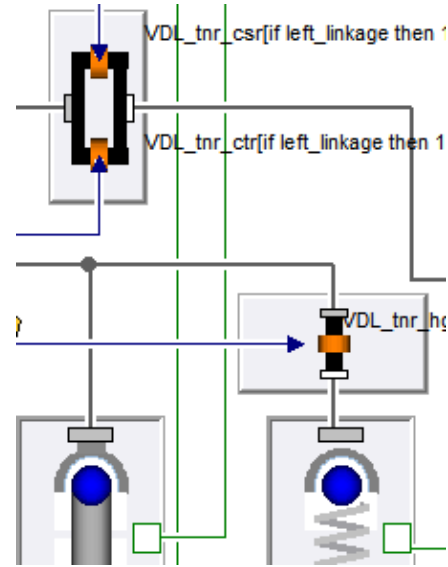 VDL_tnr_csr[if left_linkage then 1
VDL_tnr_ctr[if left_linkage then 1
VDL_tnr_hg